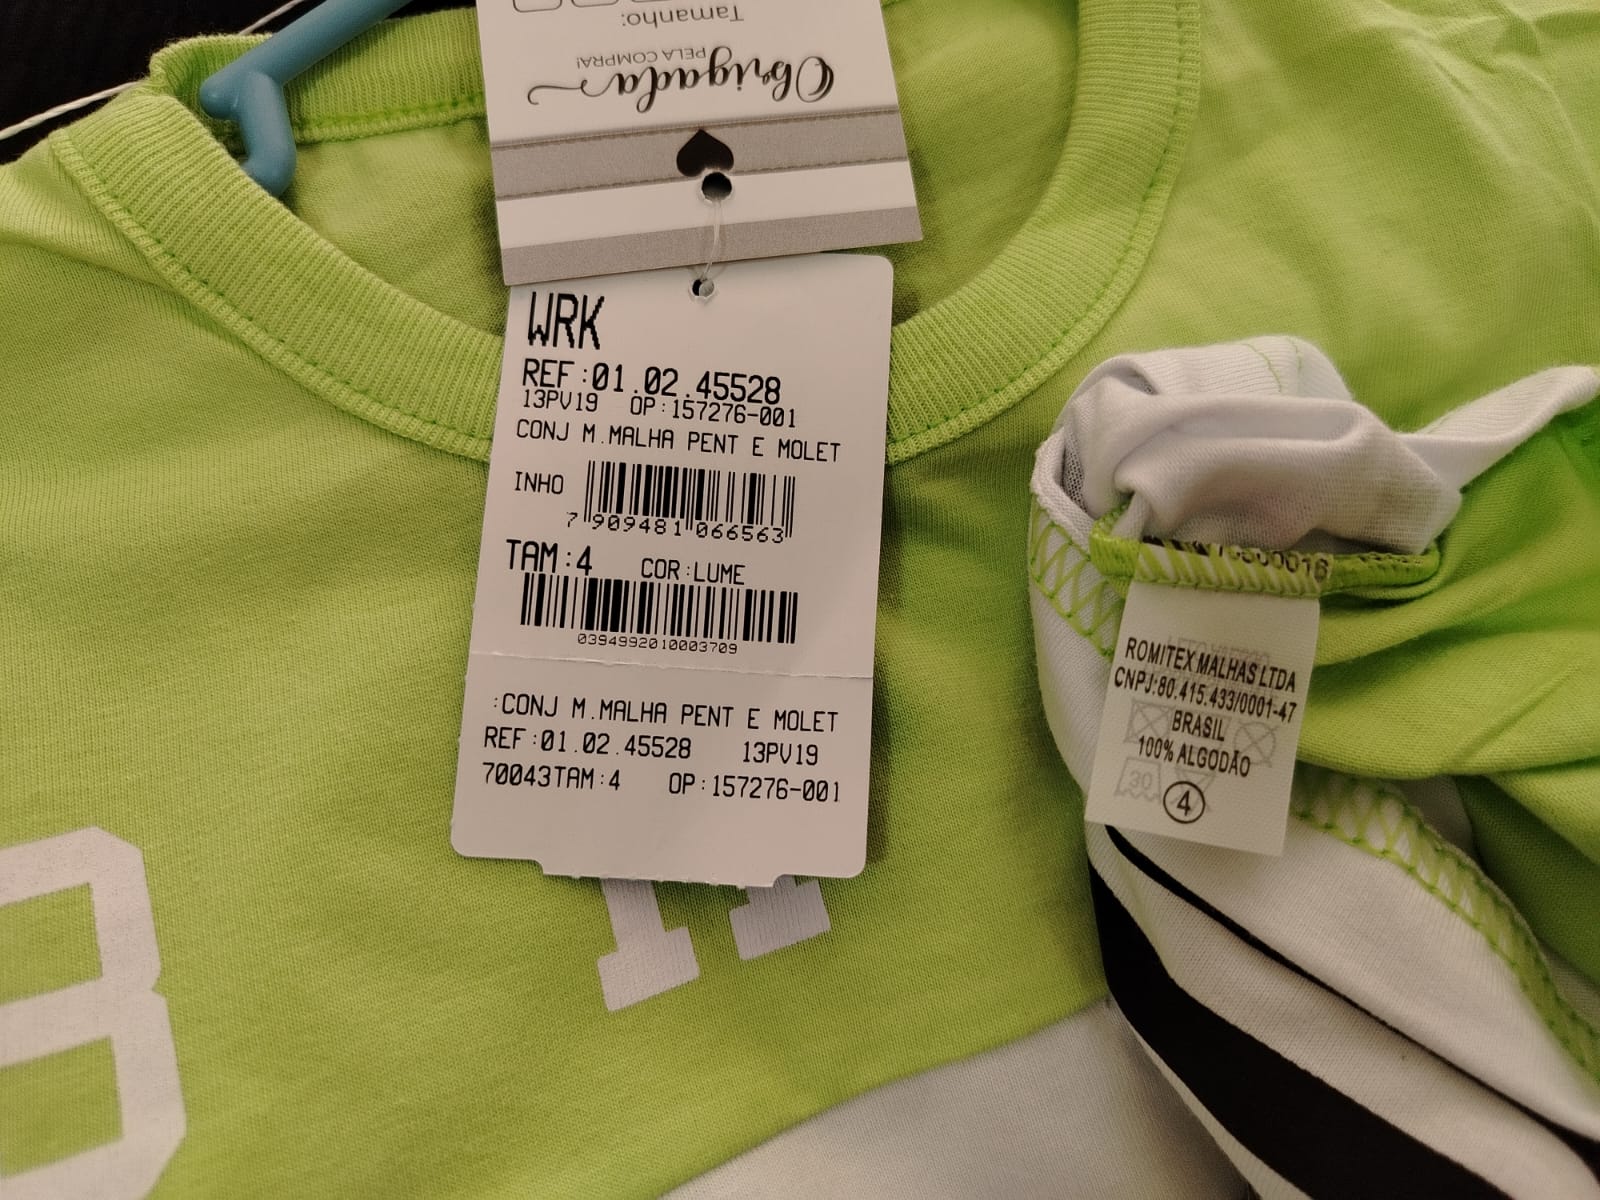 Tamanho:
PELA COMPRA!
Obrigada
WRK
REF:01.02.45528
13PV19 OP:157276-001
CONJ M.MALHA PENT E MOLET
INHO
7 909481 066563
TAM:4 COR:LUME
0394992010003709
:CONJ M.MALHA PENT E MOLET
REF:01.02.45528 13PV19
70043TAM:4 OP:157276-001
ROMITEX MALHAS LTDA
CNPJ:80.415.433/0001-47
BRASIL
100% ALGODÃO
30
4